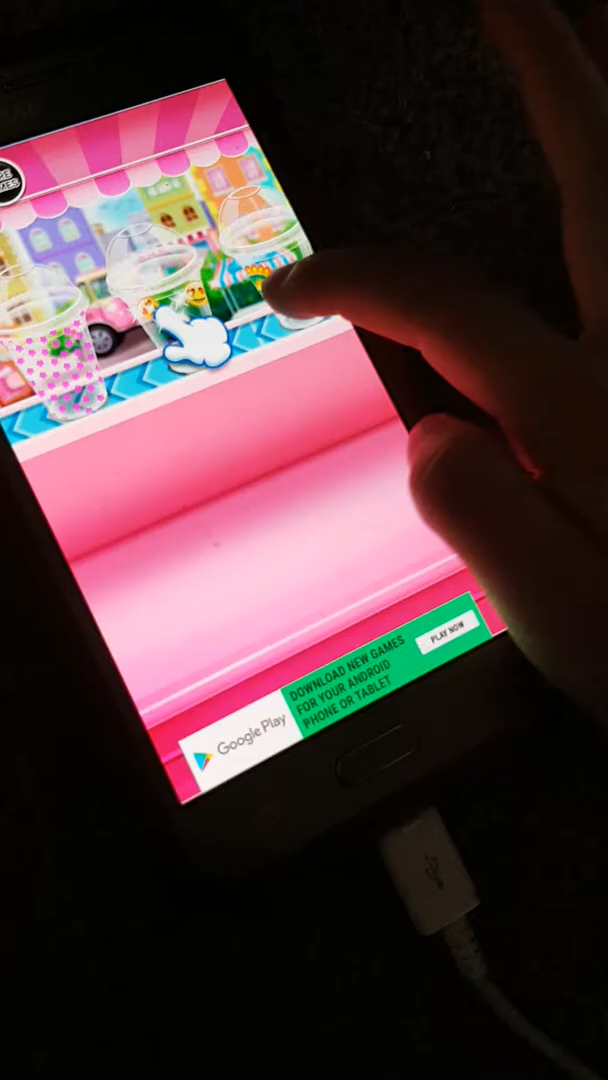 Google Play
DOWNLOAD NEW GAMES
FOR YOUR ANDROID
PHONE OR TABLET
PLAY NOW